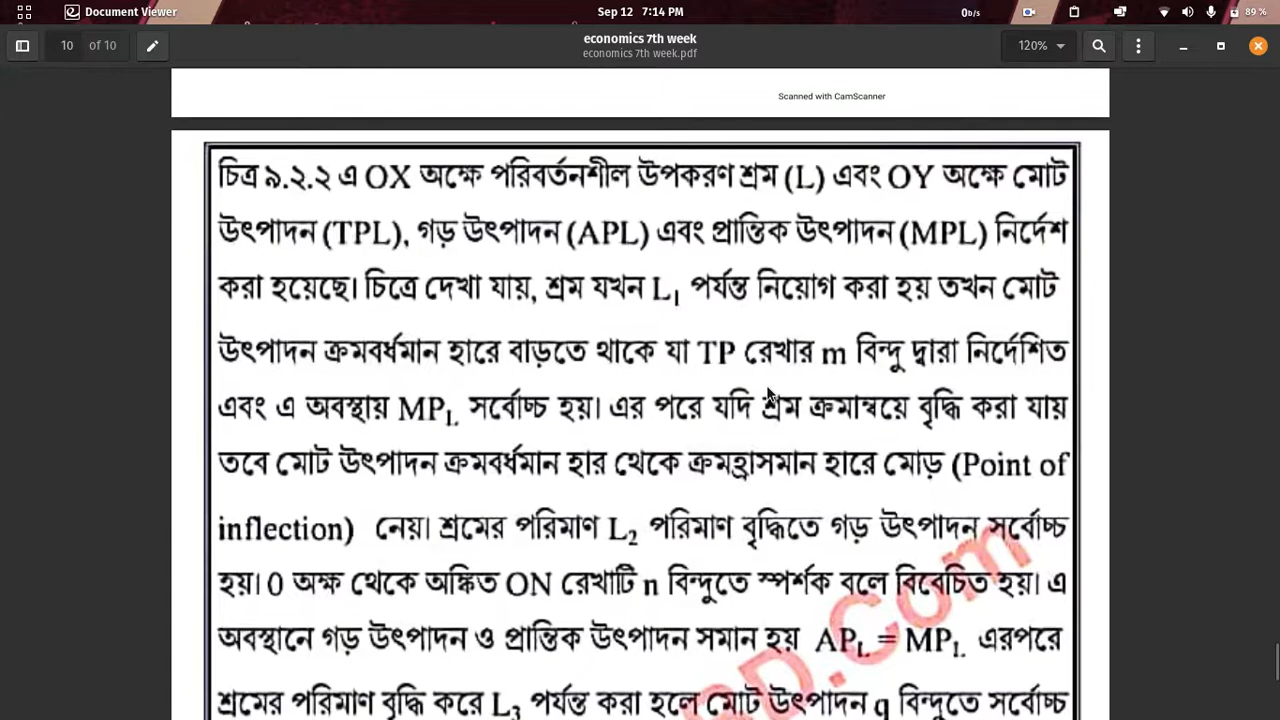 Document Viewer
Sep 12 7:14 PM
0b/s
89 %
10 of 10
economics 7th week
economics 7th week.pdf
120%
Scanned with CamScanner
চিত্র ৯.২.২ এ OX অক্ষে পরিবর্তনশীল উপকরণ শ্রম (L) এবং OY অক্ষে মোট
উৎপাদন (TPL), গড় উৎপাদন (APL) এবং প্রান্তিক উৎপাদন (MPL) নির্দেশ
করা হয়েছে। চিত্রে দেখা যায়, শ্রম যখন L₁ পর্যন্ত নিয়োগ করা হয় তখন মোট
উৎপাদন ক্রমবর্ধমান হারে বাড়তে থাকে যা TP রেখার m বিন্দু দ্বারা নির্দেশিত
এবং এ অবস্থায় MP_L সর্বোচ্চ হয়। এর পরে যদি শ্রম ক্রমান্বয়ে বৃদ্ধি করা যায়
তবে মোট উৎপাদন ক্রমবর্ধমান হার থেকে ক্রমহ্রাসমান হারে মোড় (Point of
inflection) নেয়। শ্রমের পরিমাণ L₂ পরিমাণ বৃদ্ধিতে গড় উৎপাদন সর্বোচ্চ
হয়। 0 অক্ষ থেকে অঙ্কিত ON রেখাটি n বিন্দুতে স্পর্শক বলে বিবেচিত হয়। এ
অবস্থানে গড় উৎপাদন ও প্রান্তিক উৎপাদন সমান হয় AP_L = MP_L এরপরে
শ্রমের পরিমাণ বৃদ্ধি করে L₃ পর্যন্ত করা হলে মোট উৎপাদন q বিন্দুতে সর্বোচ্চ